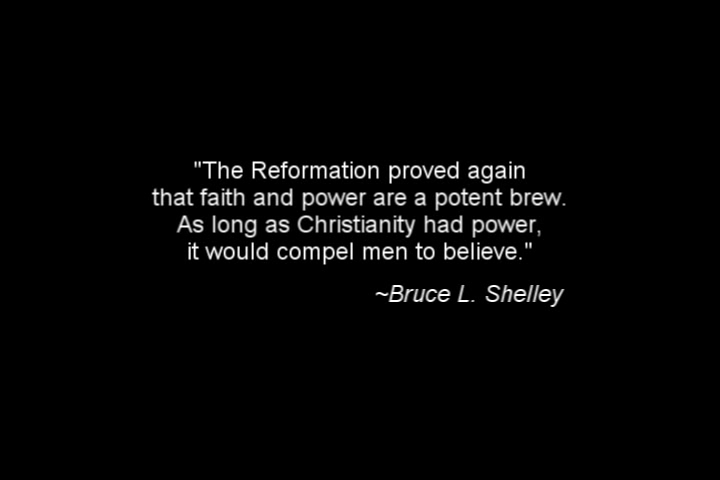 "The Reformation proved again
that faith and power are a potent brew.
As long as Christianity had power,
it would compel men to believe."
~Bruce L. Shelley